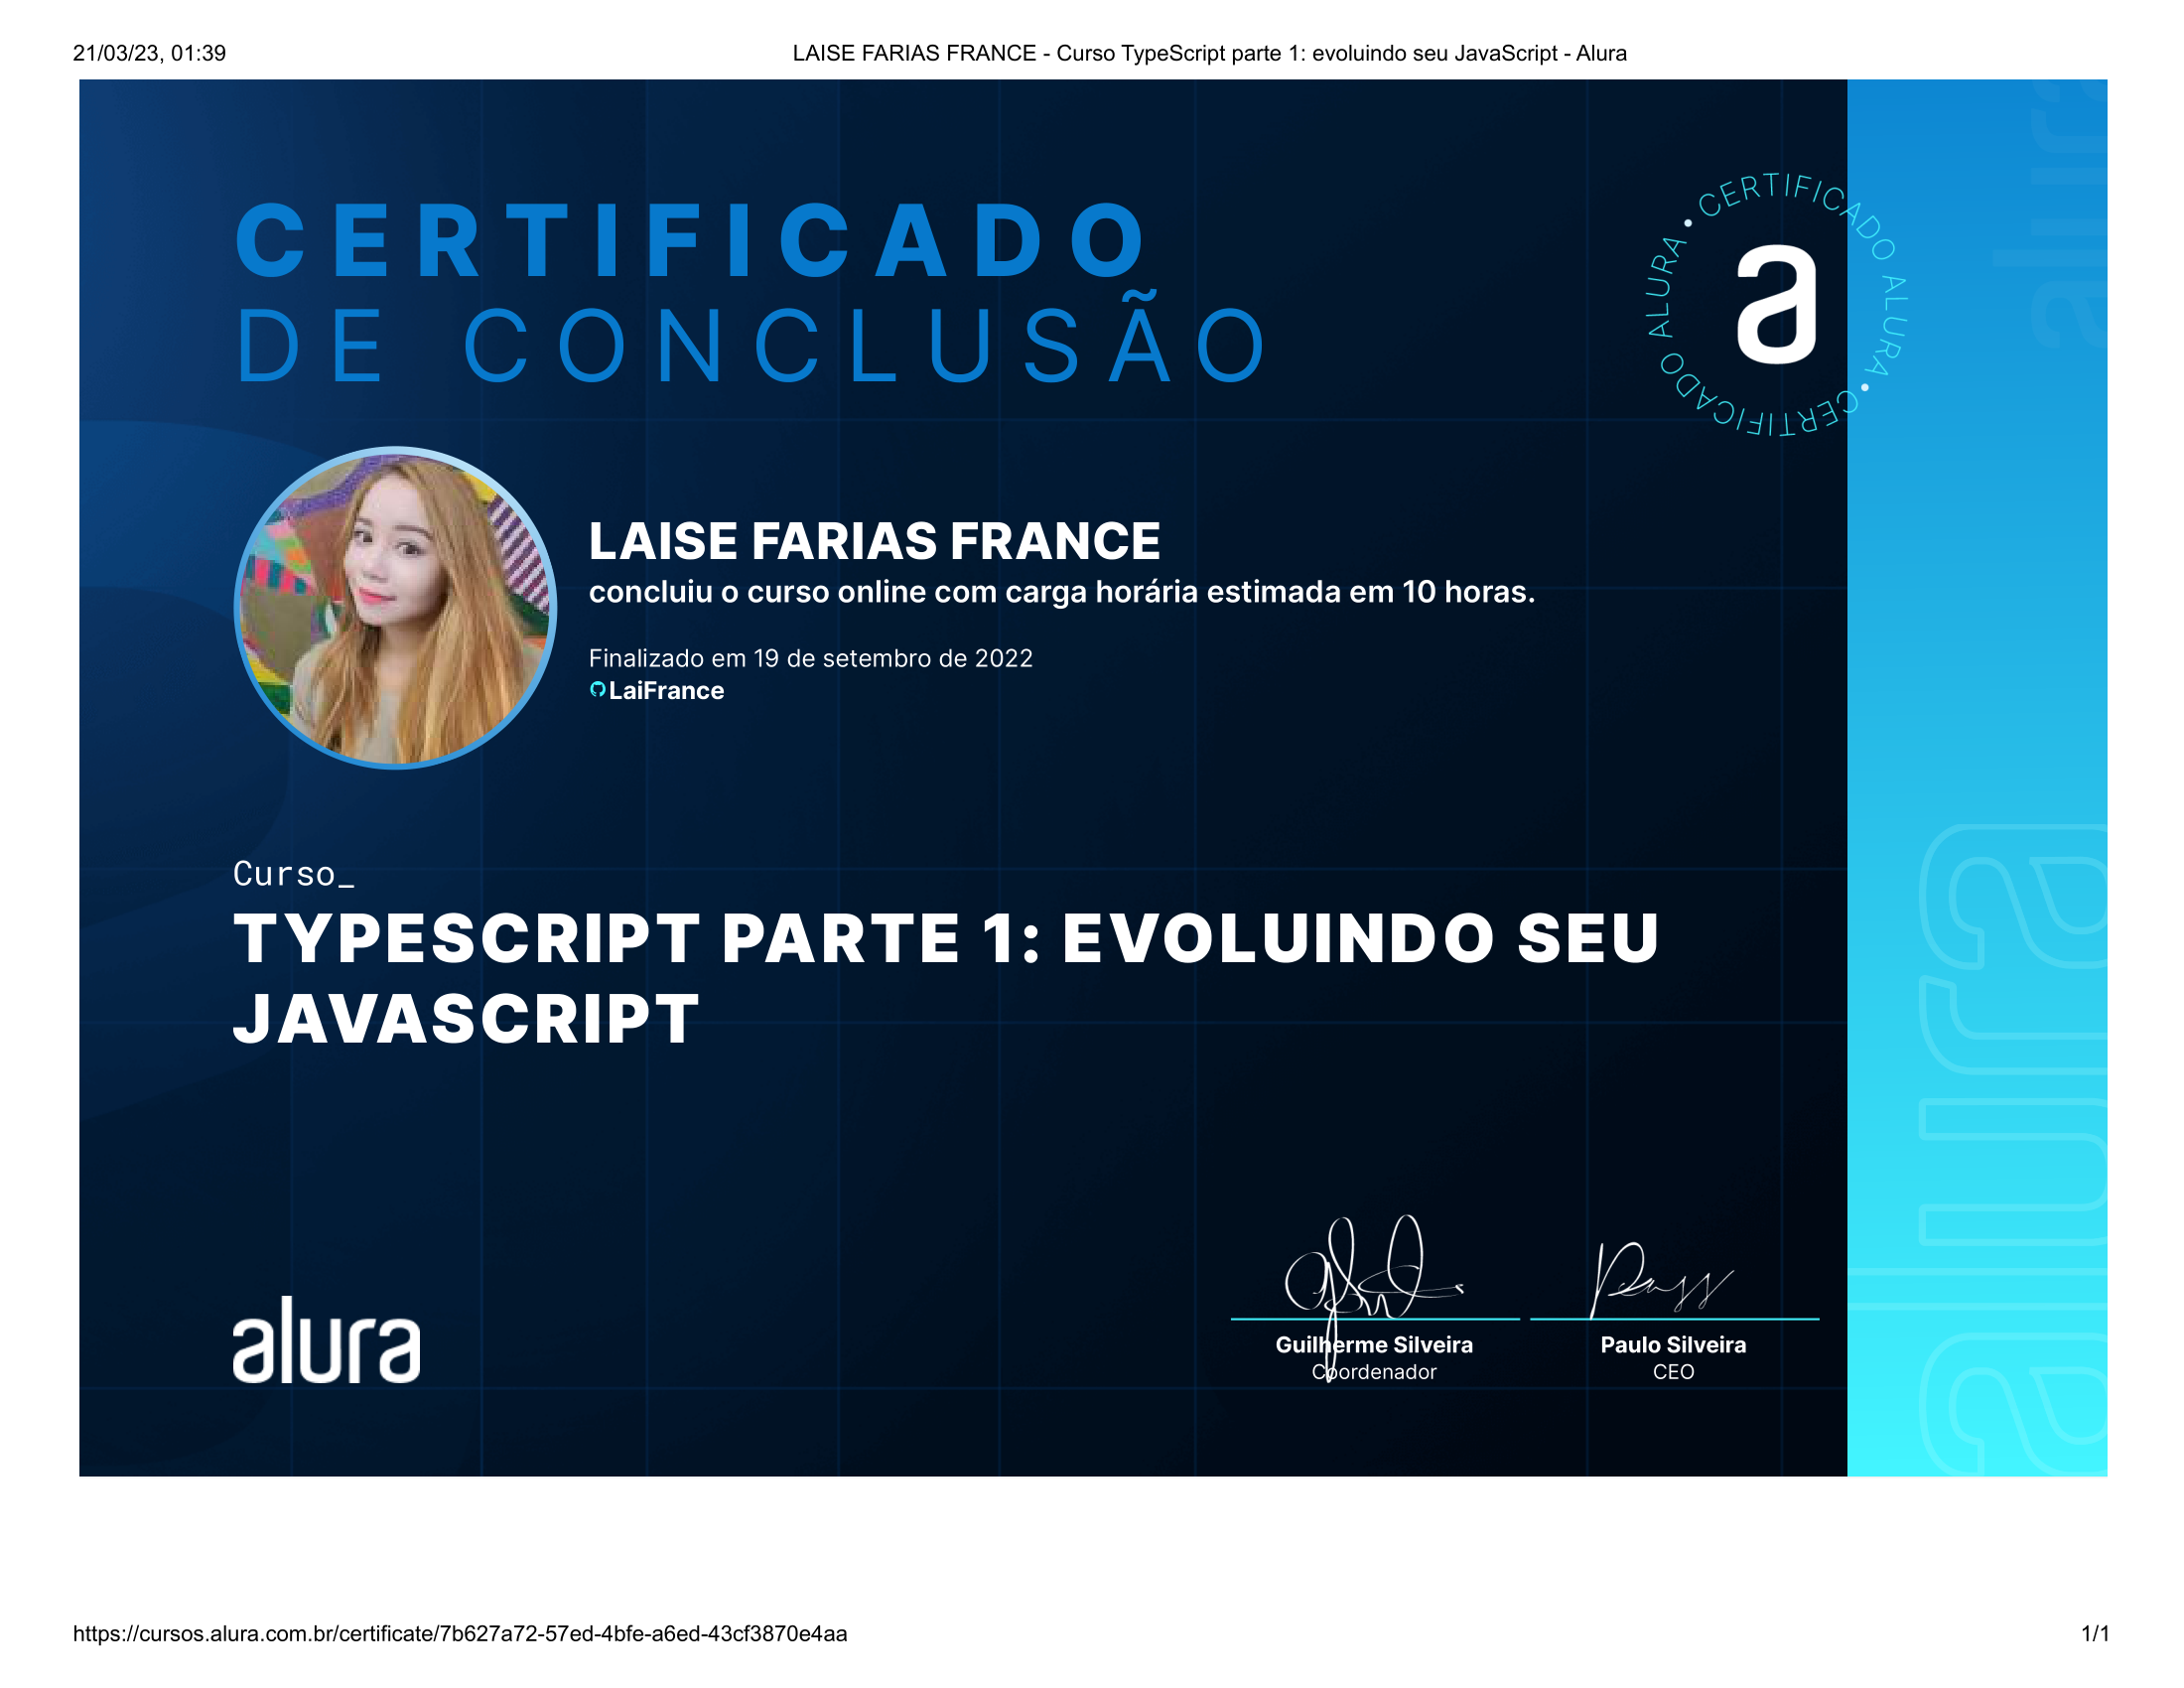 21/03/23, 01:39
LAISE FARIAS FRANCE - Curso TypeScript parte 1: evoluindo seu JavaScript - Alura
CERTIFICADO
DE CONCLUSÃO
CERTIFICADO ALURA • CERTIFICADO ALURA •
a
LAISE FARIAS FRANCE
concluiu o curso online com carga horária estimada em 10 horas.
Finalizado em 19 de setembro de 2022
LaiFrance
Curso_
TYPESCRIPT PARTE 1: EVOLUINDO SEU
JAVASCRIPT
alura
Guilherme Silveira
Coordenador
Paulo Silveira
CEO
alura
alura
https://cursos.alura.com.br/certificate/7b627a72-57ed-4bfe-a6ed-43cf3870e4aa
1/1